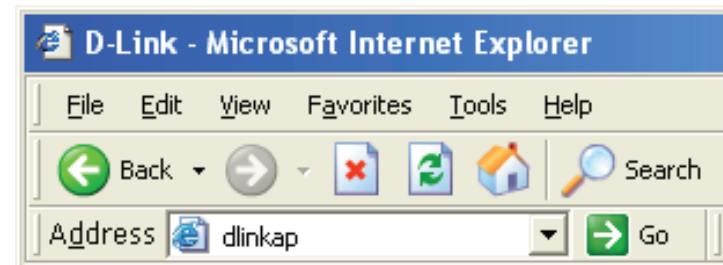 D-Link - Microsoft Internet Explorer
File Edit View Favorites Tools Help
Back Search
Address dlinkap Go